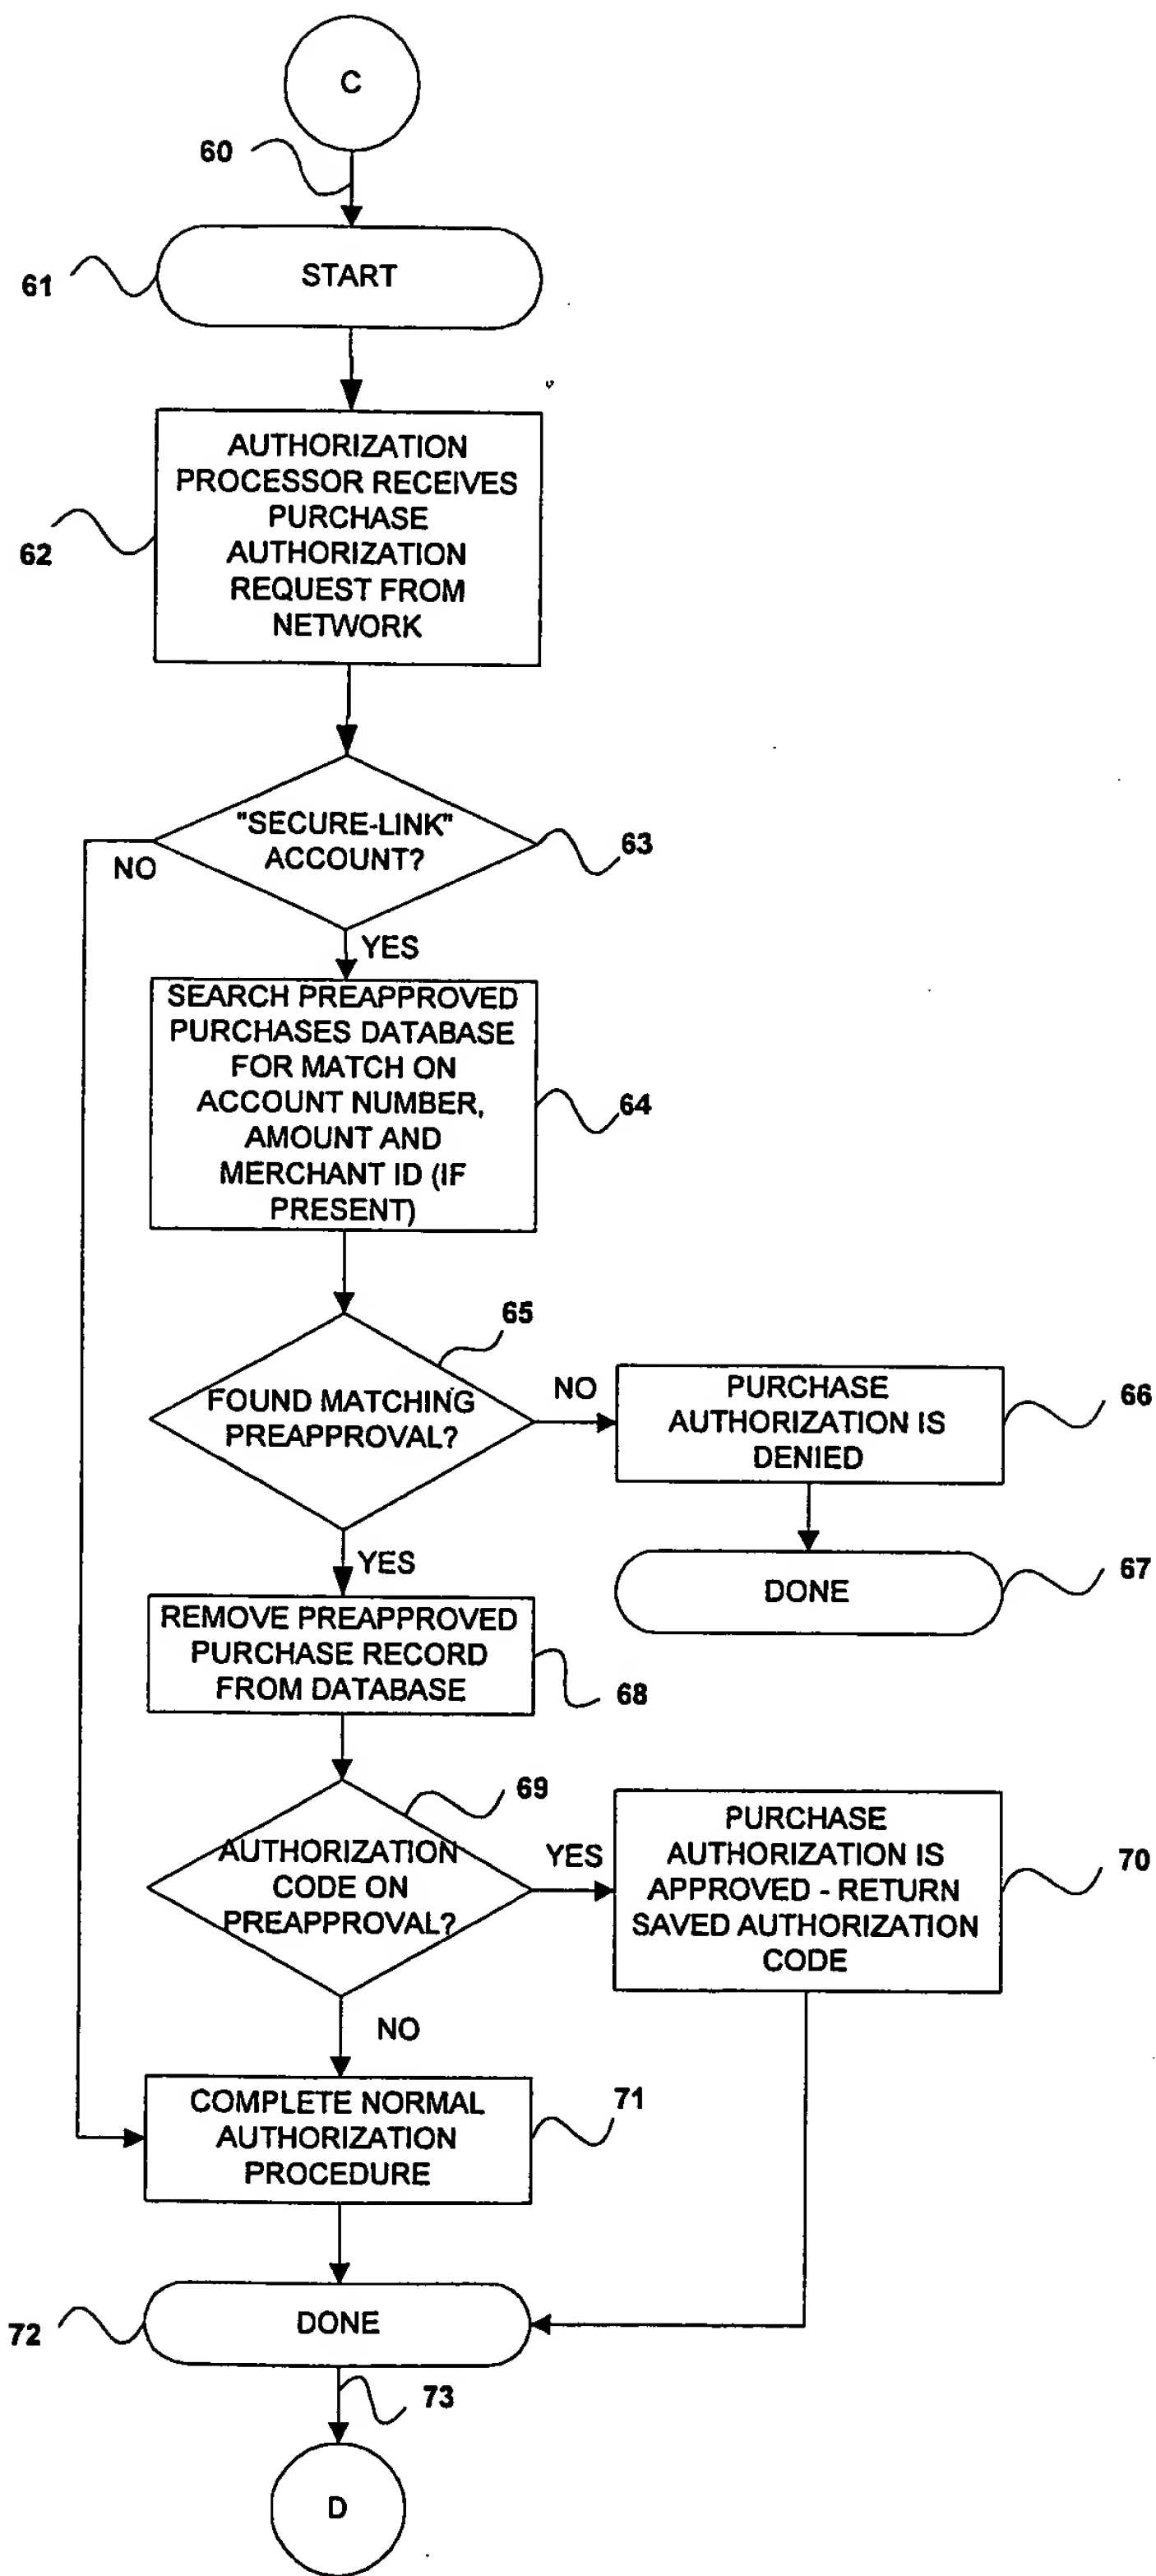 C
60
61
START
62
AUTHORIZATION
PROCESSOR RECEIVES
PURCHASE
AUTHORIZATION
REQUEST FROM
NETWORK
"SECURE-LINK"
ACCOUNT?
63
NO
YES
SEARCH PREAPPROVED
PURCHASES DATABASE
FOR MATCH ON
ACCOUNT NUMBER,
AMOUNT AND
MERCHANT ID (IF
PRESENT)
64
65
FOUND MATCHING
PREAPPROVAL?
NO
PURCHASE
AUTHORIZATION IS
DENIED
66
YES
DONE
67
REMOVE PREAPPROVED
PURCHASE RECORD
FROM DATABASE
68
69
AUTHORIZATION
CODE ON
PREAPPROVAL?
YES
PURCHASE
AUTHORIZATION IS
APPROVED - RETURN
SAVED AUTHORIZATION
CODE
70
NO
COMPLETE NORMAL
AUTHORIZATION
PROCEDURE
71
DONE
72
73
D